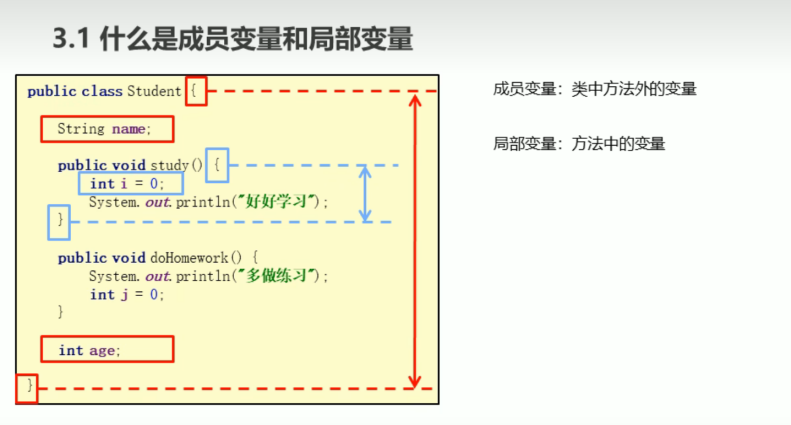 3.1 什么是成员变量和局部变量
public class Student {
String name;
public void study() {
int i = 0;
System.out.println("好好学习");
}
public void doHomework() {
System.out.println("多做练习");
int j = 0;
}
int age;
}
成员变量：类中方法外的变量
局部变量：方法中的变量